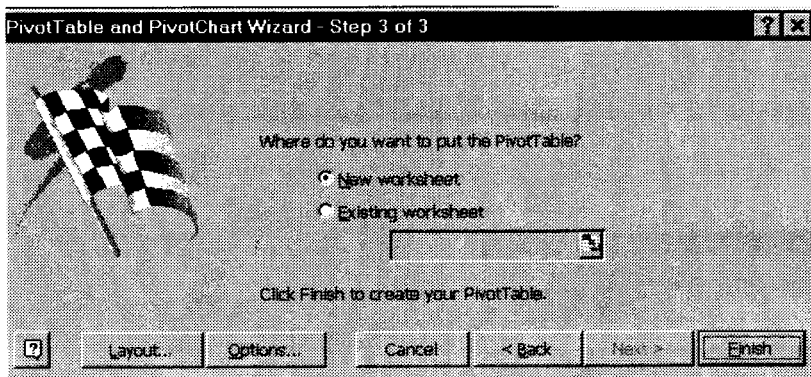 PivotTable and PivotChart Wizard - Step 3 of 3
Where do you want to put the PivotTable?
New worksheet
Existing worksheet
Click Finish to create your PivotTable.
Layout... Options... Cancel < Back Next > Finish